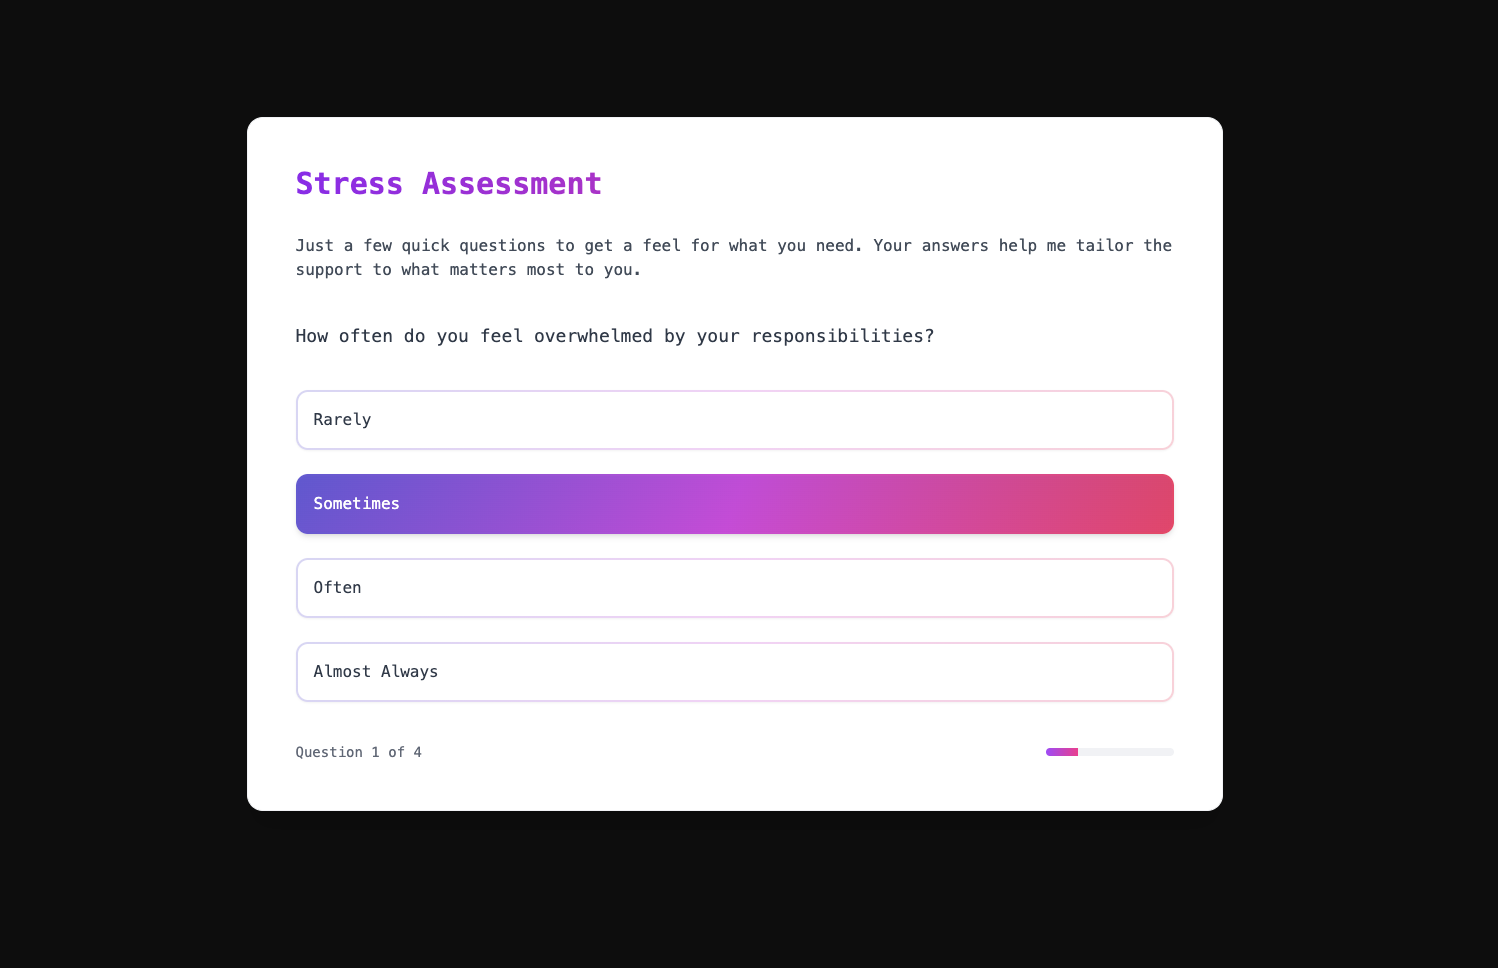 Stress Assessment
Just a few quick questions to get a feel for what you need. Your answers help me tailor the
support to what matters most to you.
How often do you feel overwhelmed by your responsibilities?
Rarely
Sometimes
Often
Almost Always
Question 1 of 4